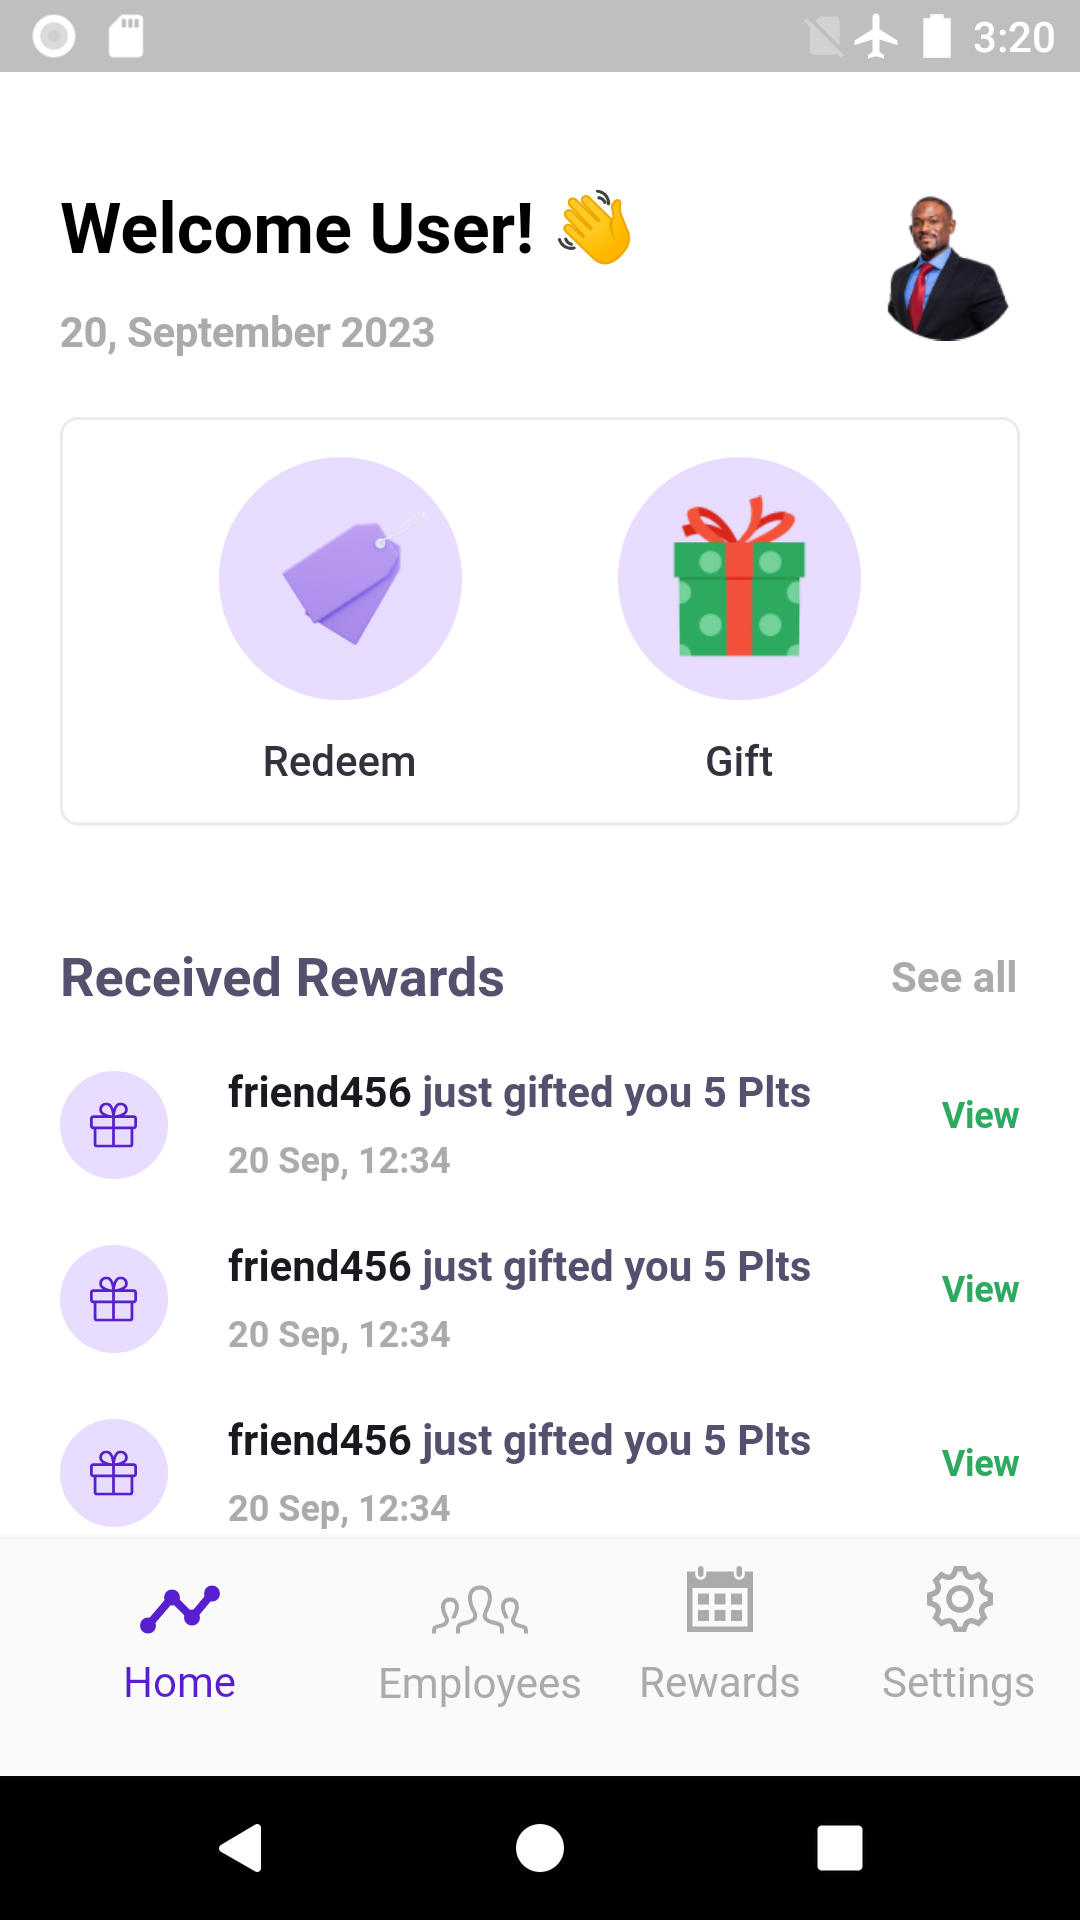 3:20
Welcome User! 👋
20, September 2023
Redeem
Gift
Received Rewards
See all
friend456 just gifted you 5 Plts
View
20 Sep, 12:34
friend456 just gifted you 5 Plts
View
20 Sep, 12:34
friend456 just gifted you 5 Plts
View
20 Sep, 12:34
Home
Employees
Rewards
Settings